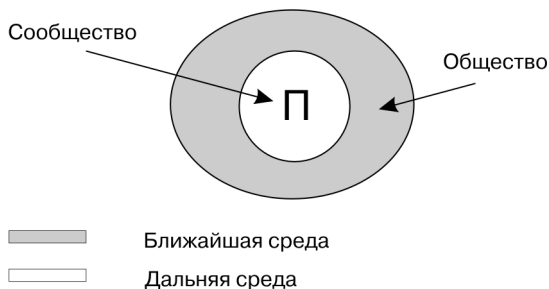 Сообщество
Общество
П
Ближайшая среда
Дальняя среда